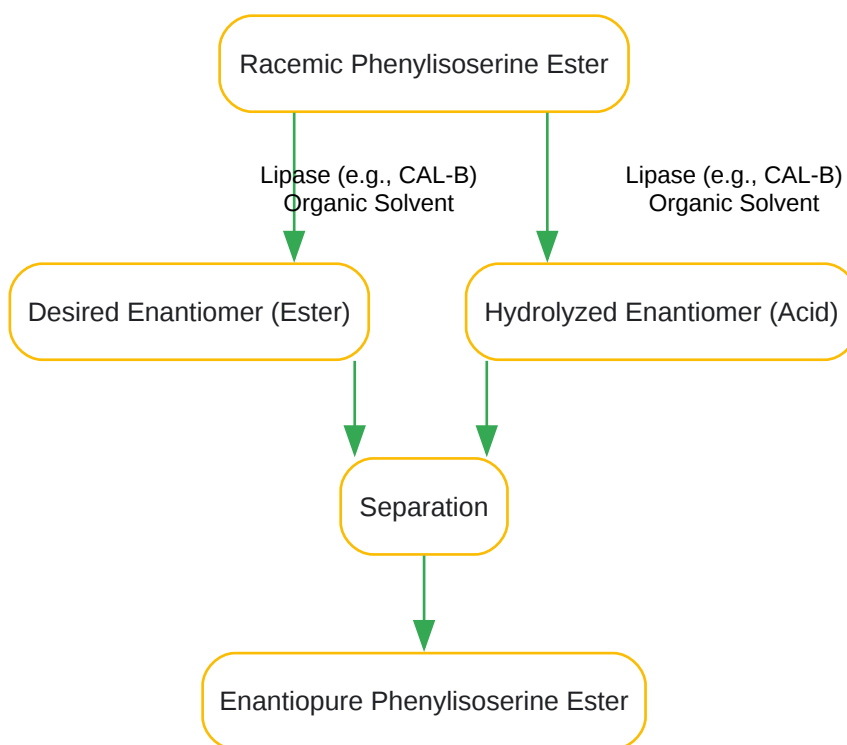 Racemic Phenylisoserine Ester
Lipase (e.g., CAL-B)
Organic Solvent
Lipase (e.g., CAL-B)
Organic Solvent
Desired Enantiomer (Ester)
Hydrolyzed Enantiomer (Acid)
Separation
Enantiopure Phenylisoserine Ester